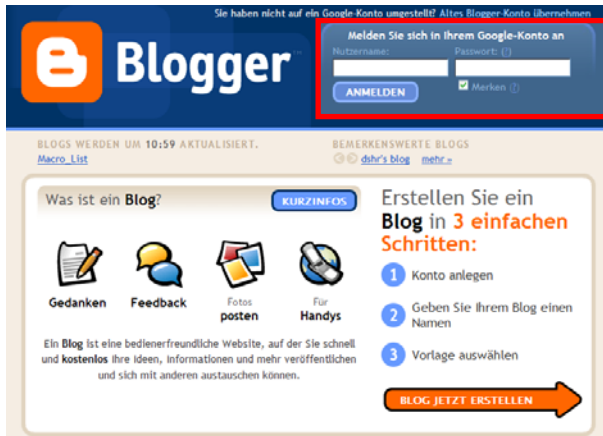 Sie haben nicht auf ein Google-Konto umgestellt? Altes Blogger-Konto übernehmen
Blogger™
Melden Sie sich in Ihrem Google-Konto an
Nutzername:
Passwort: (?)
ANMELDEN
Merken (?)
BLOGS WERDEN UM 10:59 AKTUALISIERT.
Macro_List
BEMERKENSWERTE BLOGS
dshr's blog mehr »
Was ist ein Blog?
KURZINFOS
Gedanken
Feedback
Fotos
posten
Für
Handys
Ein Blog ist eine bedienerfreundliche Website, auf der Sie schnell
und kostenlos Ihre Ideen, Informationen und mehr veröffentlichen
und sich mit anderen austauschen können.
Erstellen Sie ein
Blog in 3 einfachen
Schritten:
1 Konto anlegen
2 Geben Sie Ihrem Blog einen
Namen
3 Vorlage auswählen
BLOG JETZT ERSTELLEN